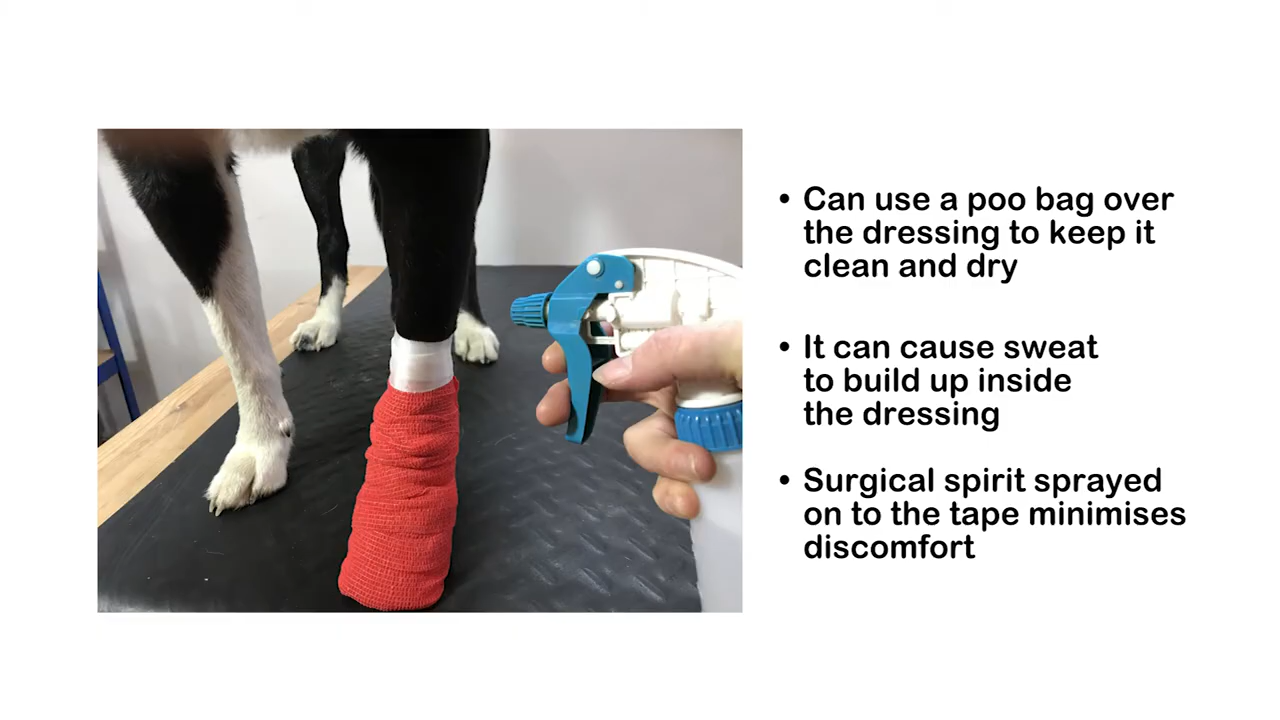 • Can use a poo bag over
the dressing to keep it
clean and dry
• It can cause sweat
to build up inside
the dressing
• Surgical spirit sprayed
on to the tape minimises
discomfort